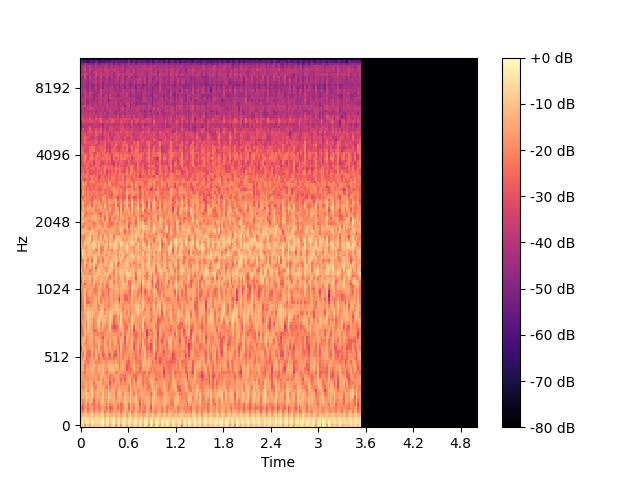 8192
4096
2048
1024
512
0
Hz
0 0.6 1.2 1.8 2.4 3 3.6 4.2 4.8
Time
+0 dB
-10 dB
-20 dB
-30 dB
-40 dB
-50 dB
-60 dB
-70 dB
-80 dB